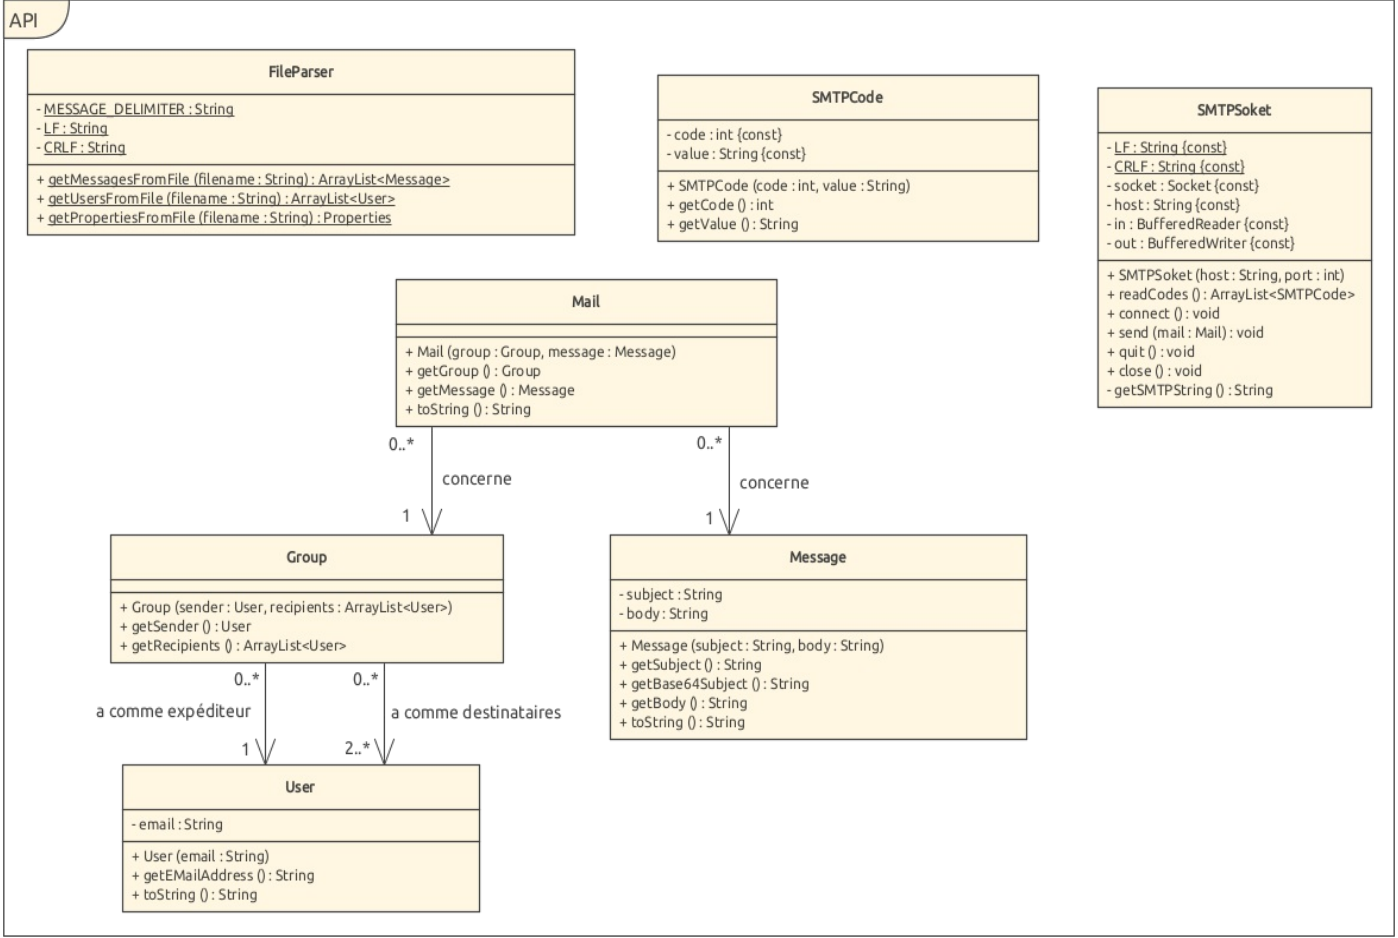 API
FileParser
- MESSAGE_DELIMITER : String
- LF : String
- CRLF : String
+ getMessagesFromFile (filename : String) : ArrayList<Message>
+ getUsersFromFile (filename : String) : ArrayList<User>
+ getPropertiesFromFile (filename : String) : Properties
SMTPCode
- code : int {const}
- value : String {const}
+ SMTPCode (code : int, value : String)
+ getCode () : int
+ getValue () : String
SMTPSoket
- LF : String {const}
- CRLF : String {const}
- socket : Socket {const}
- host : String {const}
- in : BufferedReader {const}
- out : BufferedWriter {const}
+ SMTPSoket (host : String, port : int)
+ readCodes () : ArrayList<SMTPCode>
+ connect () : void
+ send (mail : Mail) : void
+ quit () : void
+ close () : void
- getSMTPString () : String
Mail
+ Mail (group : Group, message : Message)
+ getGroup () : Group
+ getMessage () : Message
+ toString () : String
0..*
concerne
1
0..*
concerne
1
Group
+ Group (sender : User, recipients : ArrayList<User>)
+ getSender () : User
+ getRecipients () : ArrayList<User>
Message
- subject : String
- body : String
+ Message (subject : String, body : String)
+ getSubject () : String
+ getBase64Subject () : String
+ getBody () : String
+ toString () : String
0..*
a comme expéditeur
1
0..*
a comme destinataires
2..*
User
- email : String
+ User (email : String)
+ getEMailAddress () : String
+ toString () : String